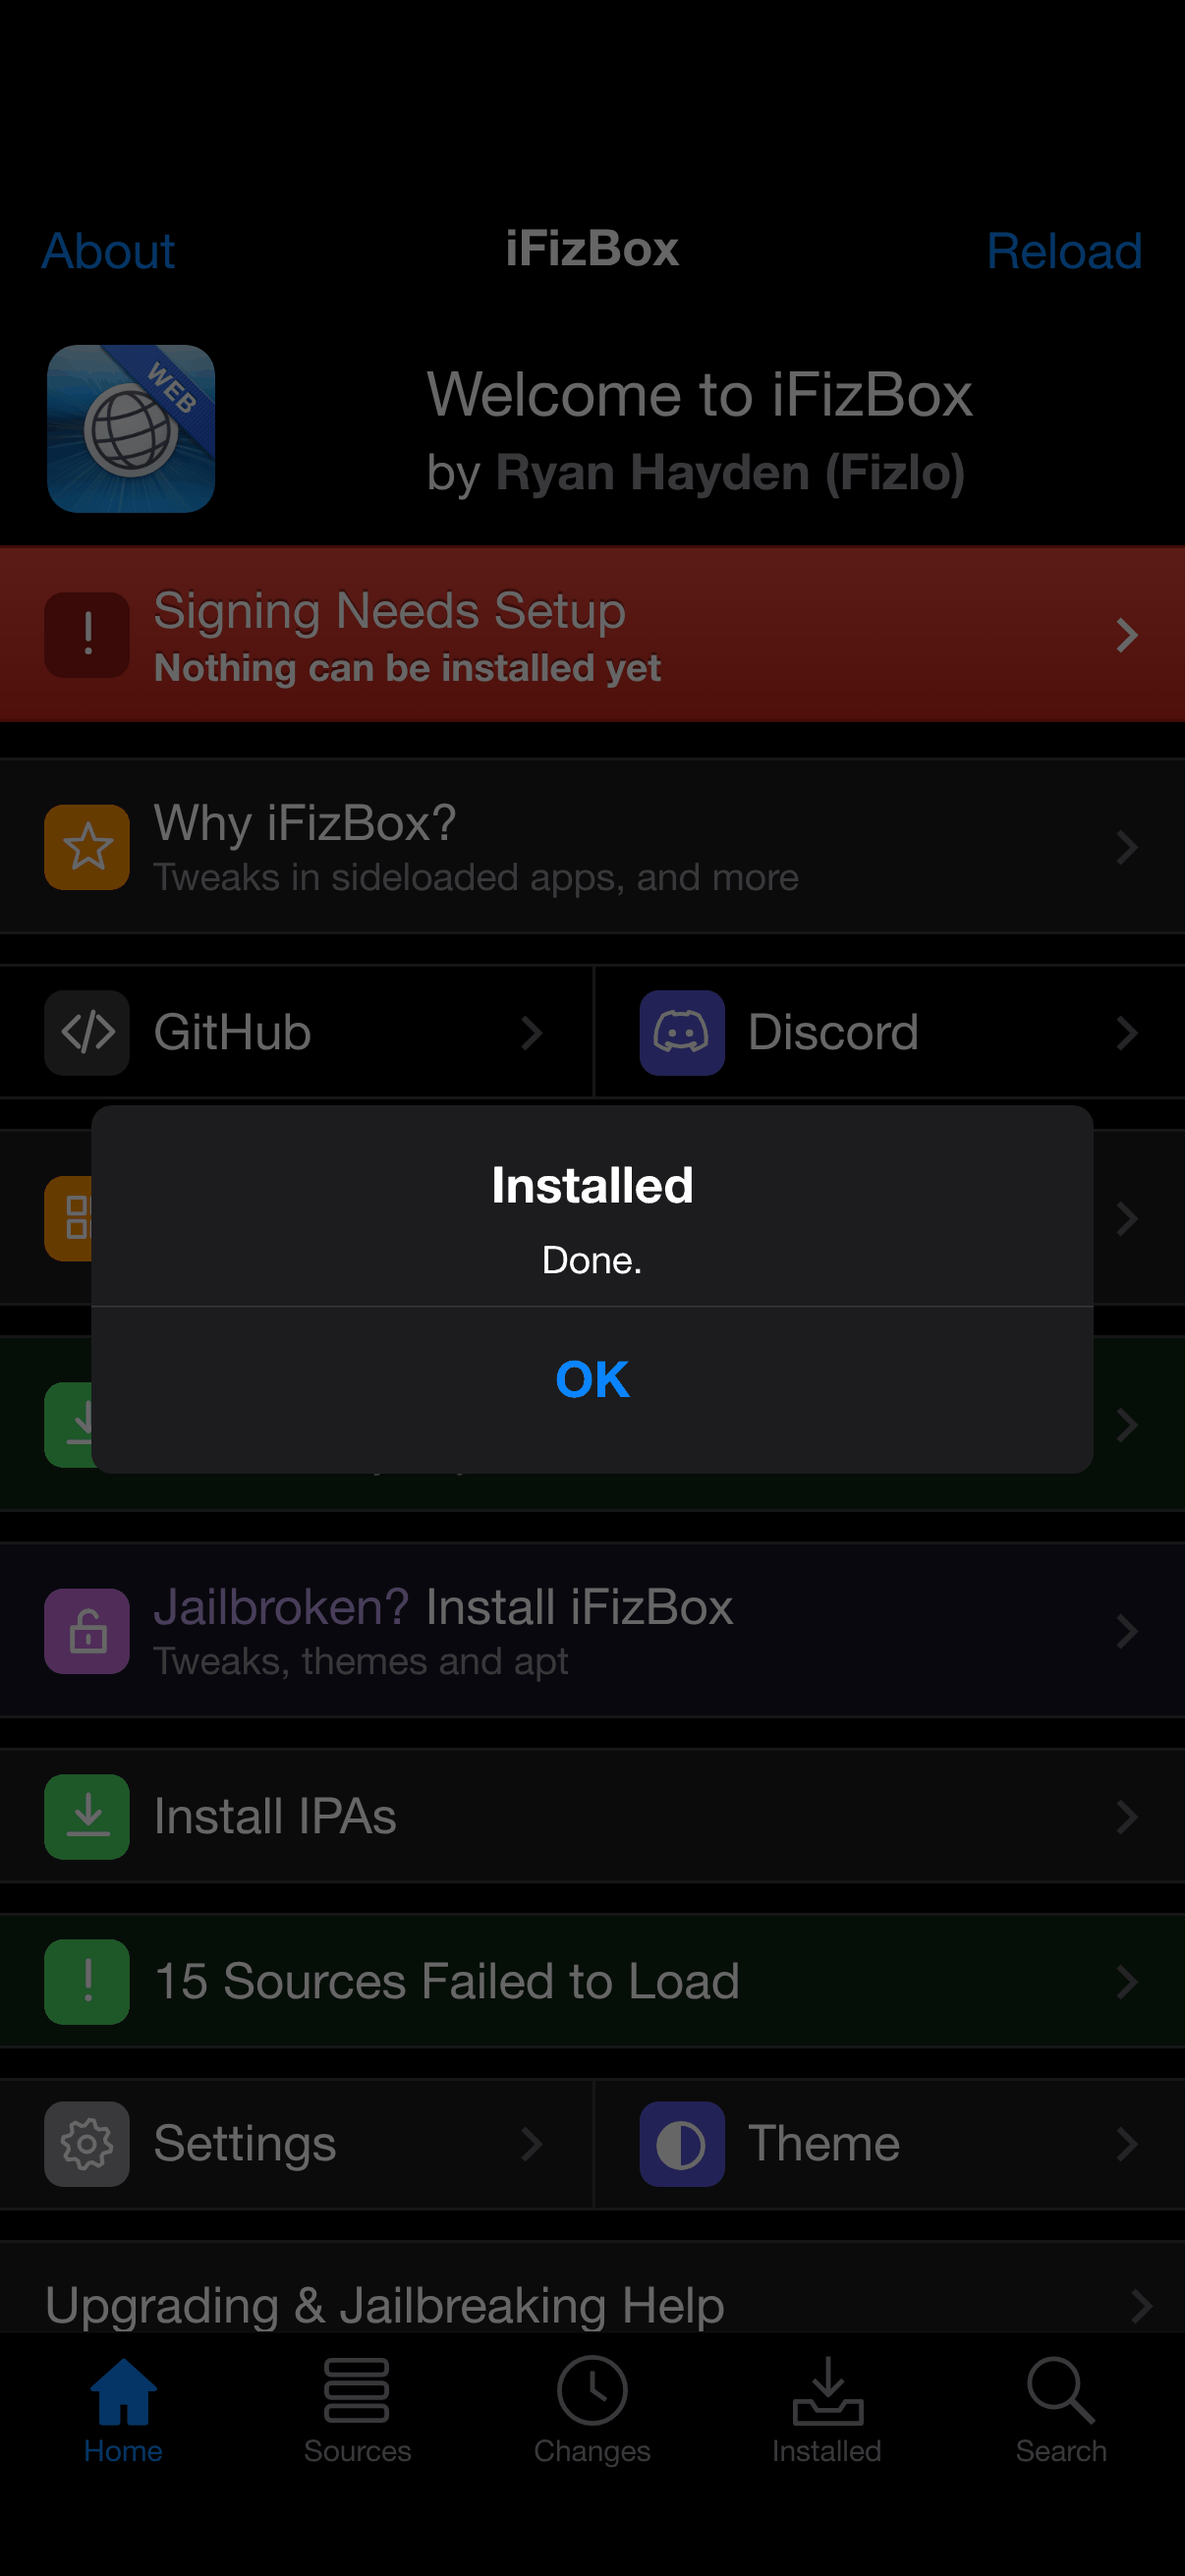 About
iFizBox
Reload
WEB
Welcome to iFizBox
by Ryan Hayden (Fizlo)
Signing Needs Setup
Nothing can be installed yet
Why iFizBox?
Tweaks in sideloaded apps, and more
GitHub
Discord
Installed
Done.
OK
Jailbroken? Install iFizBox
Tweaks, themes and apt
Install IPAs
15 Sources Failed to Load
Settings
Theme
Upgrading & Jailbreaking Help
Home
Sources
Changes
Installed
Search